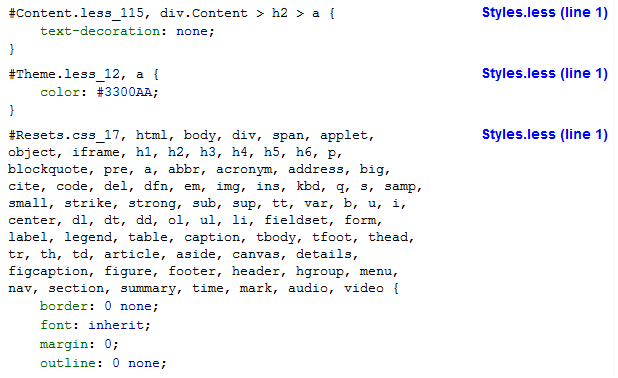 #Content.less_115, div.Content > h2 > a { Styles.less (line 1)
text-decoration: none;
}
#Theme.less_12, a { Styles.less (line 1)
color: #3300AA;
}
#Resets.css_17, html, body, div, span, applet, Styles.less (line 1)
object, iframe, h1, h2, h3, h4, h5, h6, p,
blockquote, pre, a, abbr, acronym, address, big,
cite, code, del, dfn, em, img, ins, kbd, q, s, samp,
small, strike, strong, sub, sup, tt, var, b, u, i,
center, dl, dt, dd, ol, ul, li, fieldset, form,
label, legend, table, caption, tbody, tfoot, thead,
tr, th, td, article, aside, canvas, details,
figcaption, figure, footer, header, hgroup, menu,
nav, section, summary, time, mark, audio, video {
border: 0 none;
font: inherit;
margin: 0;
outline: 0 none;